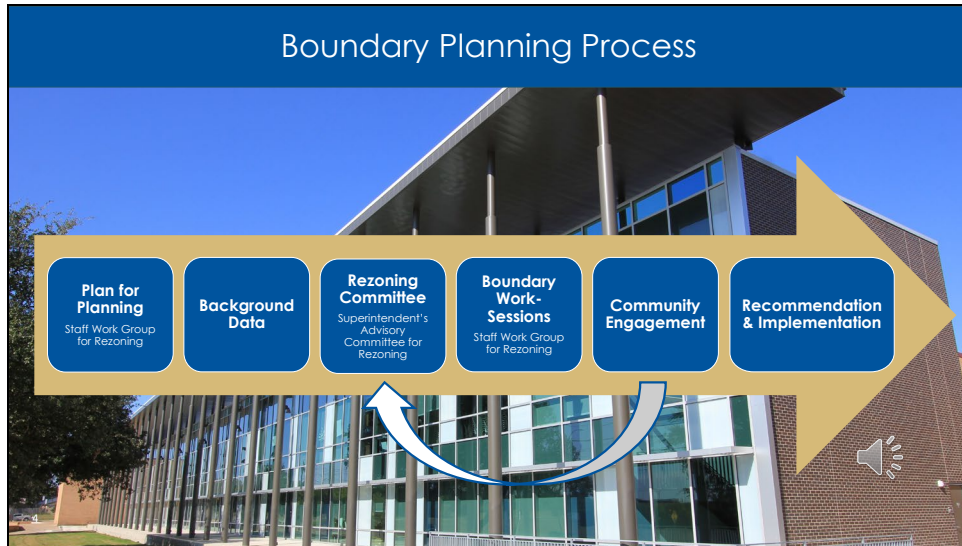 Boundary Planning Process
Plan for
Planning
Staff Work Group
for Rezoning
Background
Data
Rezoning
Committee
Superintendent's
Advisory
Committee for
Rezoning
Boundary
Work-
Sessions
Staff Work Group
for Rezoning
Community
Engagement
Recommendation
& Implementation
4